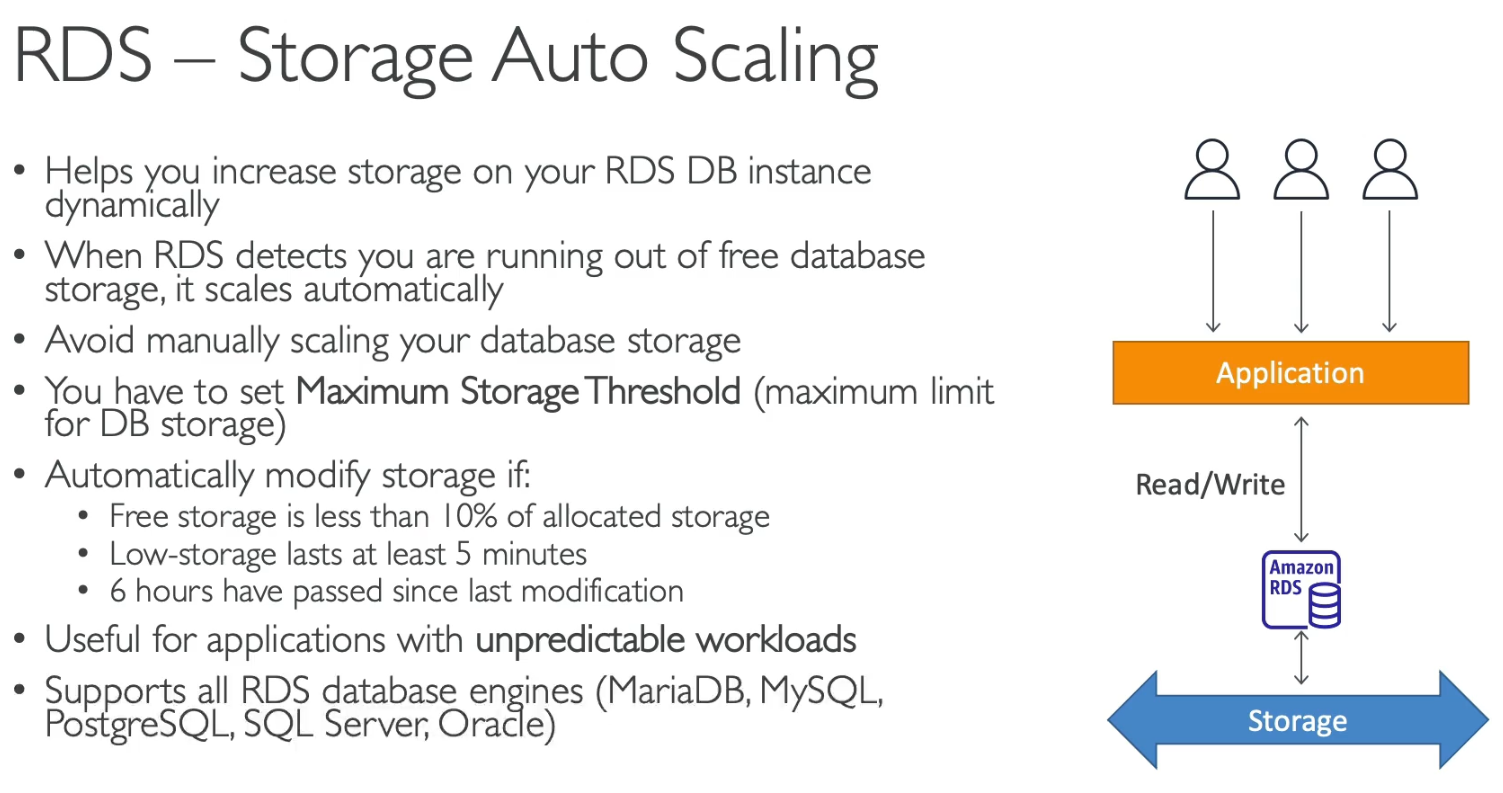 RDS – Storage Auto Scaling
• Helps you increase storage on your RDS DB instance
dynamically
• When RDS detects you are running out of free database
storage, it scales automatically
• Avoid manually scaling your database storage
• You have to set Maximum Storage Threshold (maximum limit
for DB storage)
• Automatically modify storage if:
• Free storage is less than 10% of allocated storage
• Low-storage lasts at least 5 minutes
• 6 hours have passed since last modification
• Useful for applications with unpredictable workloads
• Supports all RDS database engines (MariaDB, MySQL,
PostgreSQL, SQL Server, Oracle)
Application
Read/Write
Amazon
RDS
Storage